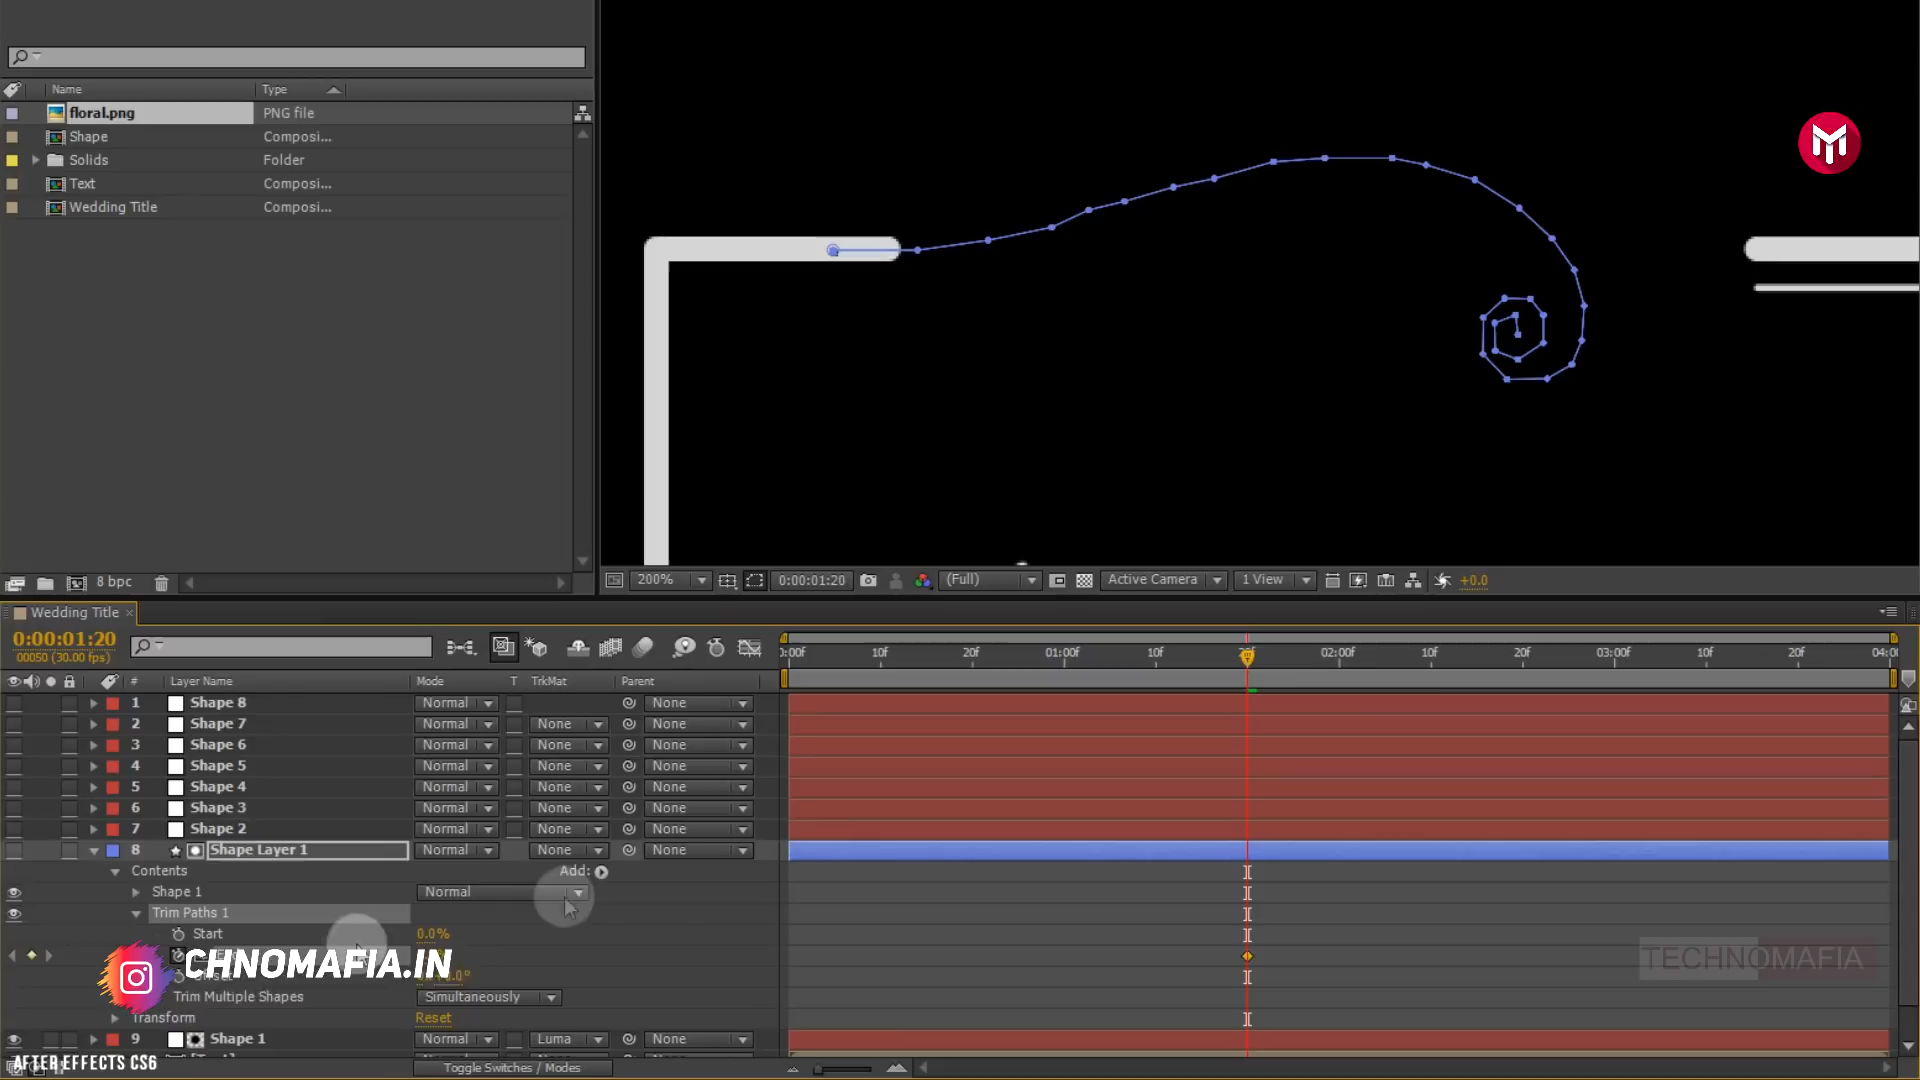 Name Type
floral.png PNG file
Shape Composi...
Solids Folder
Text Composi...
Wedding Title Composi...
8 bpc
200% 0:00:01:20 (Full) Active Camera 1 View +0.0
Wedding Title
0:00:01:20
00050 (30.00 fps)
0:00f 10f 20f 01:00f 10f 02:00f 10f 20f 03:00f 10f 20f 04:00
# Layer Name Mode T TrkMat Parent
1 Shape 8 Normal None
2 Shape 7 Normal None None
3 Shape 6 Normal None None
4 Shape 5 Normal None None
5 Shape 4 Normal None None
6 Shape 3 Normal None None
7 Shape 2 Normal None None
8 Shape Layer 1 Normal None None
Contents Add:
Shape 1 Normal
Trim Paths 1
Start 0.0%
CHNOMAFIA.IN
TECHNOMAFIA
Trim Multiple Shapes Simultaneously
Transform Reset
9 Shape 1 Normal Luma None
AFTER EFFECTS CS6
Toggle Switches / Modes